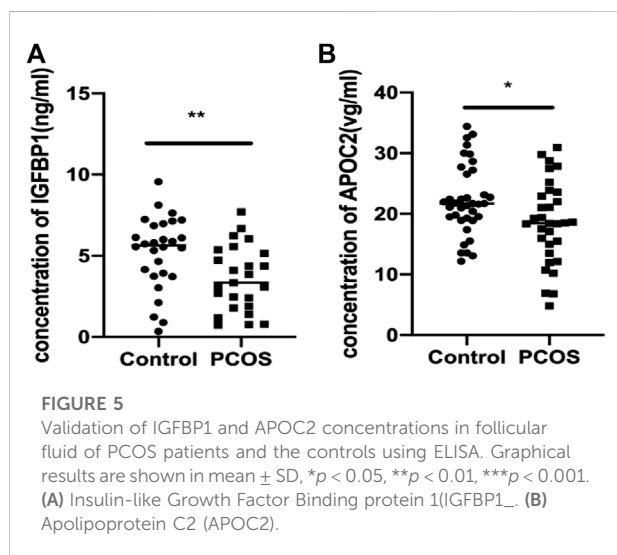 A
B
concentration of IGFBP1(ng/ml)
15
10
5
0
**
Control
PCOS
concentration of APOC2(vg/ml)
40
30
20
10
0
*
Control
PCOS
FIGURE 5
Validation of IGFBP1 and APOC2 concentrations in follicular
fluid of PCOS patients and the controls using ELISA. Graphical
results are shown in mean ± SD, *p < 0.05, **p < 0.01, ***p < 0.001.
(A) Insulin-like Growth Factor Binding protein 1(IGFBP1_. (B)
Apolipoprotein C2 (APOC2).